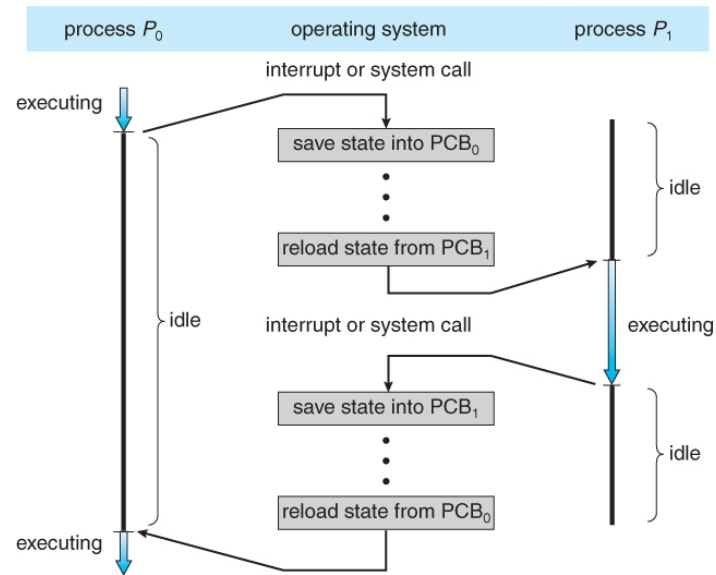 process P₀ operating system process P₁
interrupt or system call
executing
save state into PCB₀
idle
reload state from PCB₁
idle
interrupt or system call
executing
save state into PCB₁
idle
reload state from PCB₀
executing